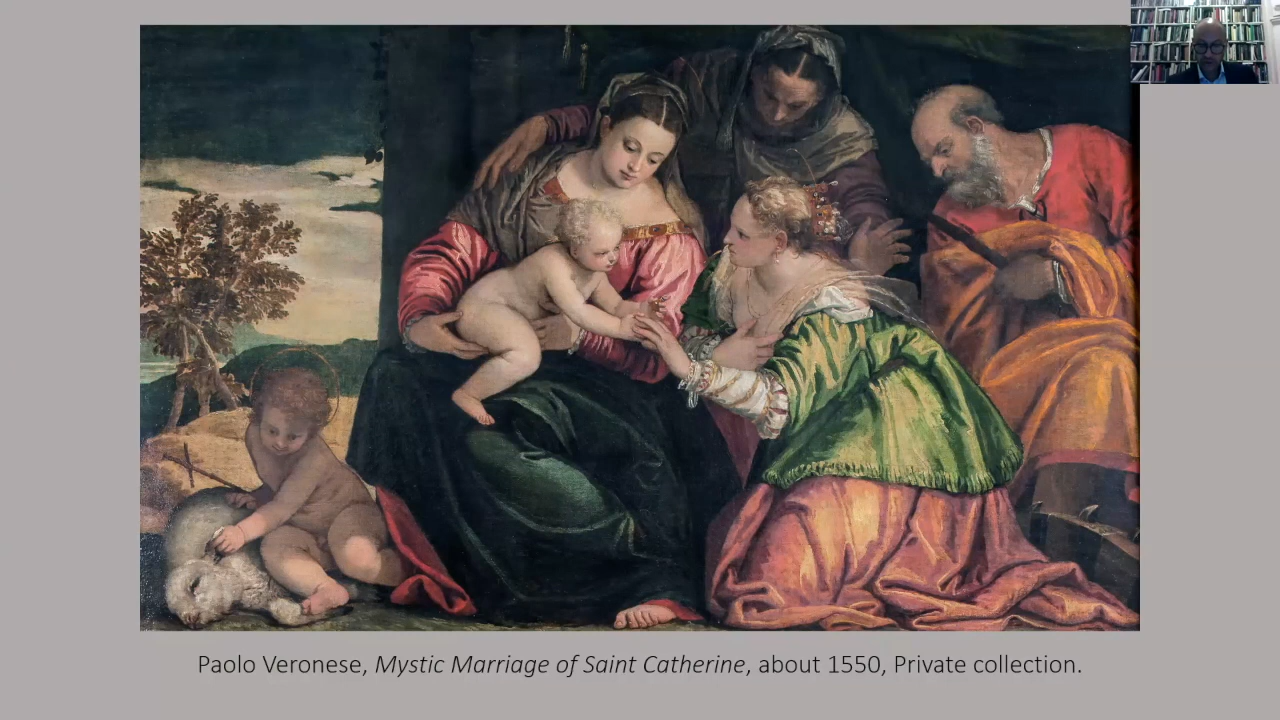 Paolo Veronese, Mystic Marriage of Saint Catherine, about 1550, Private collection.